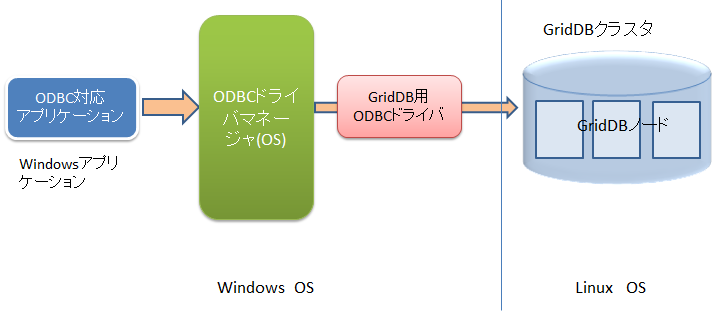 GridDBクラスタ
ODBC対応
アプリケーション
ODBCドライ
バマネー
ジャ(OS)
GridDB用
ODBCドライバ
GridDBノード
Windowsアプリ
ケーション
Windows OS
Linux OS